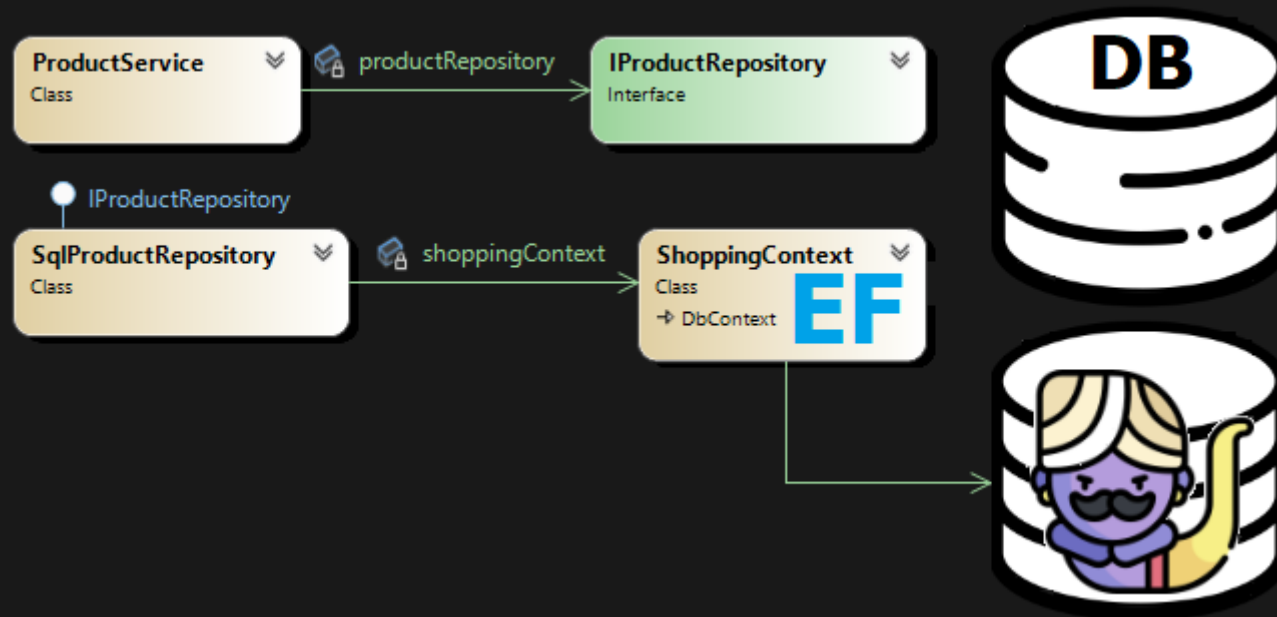 ProductService
Class
productRepository
IProductRepository
Interface
DB
IProductRepository
SqlProductRepository
Class
shoppingContext
ShoppingContext
Class
DbContext
EF